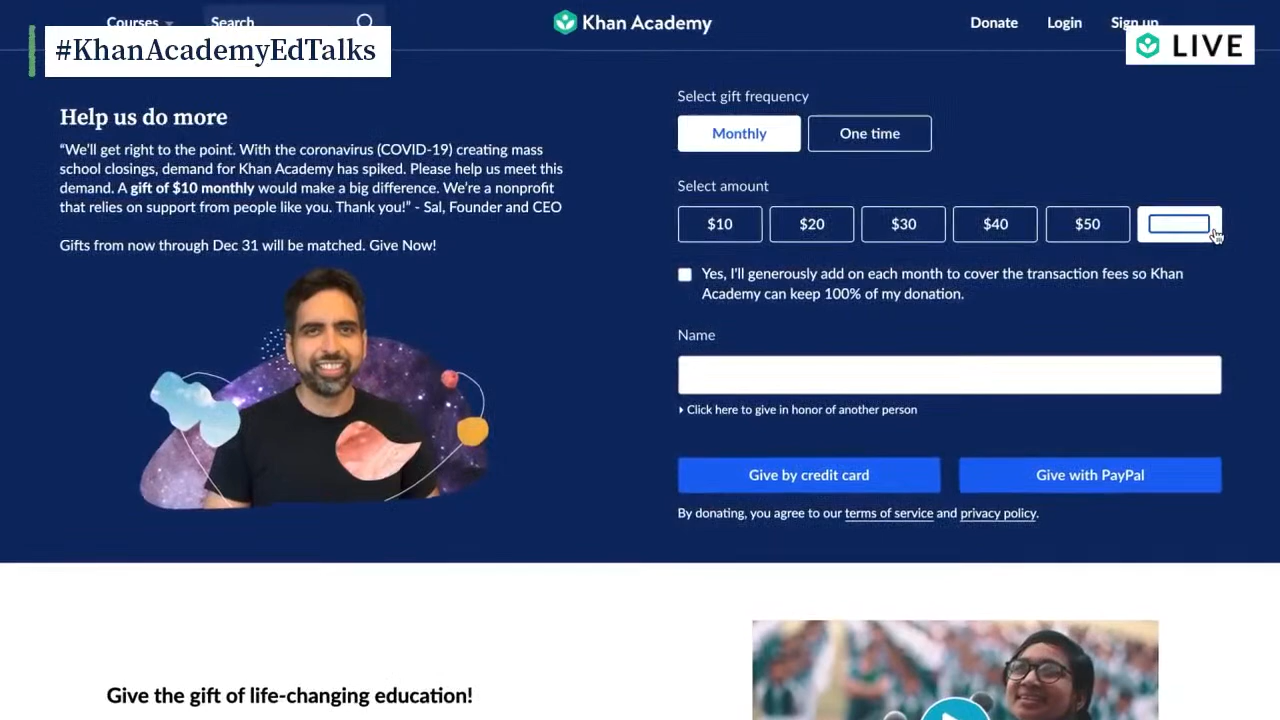 Courses
Search
Khan Academy
Donate
Login
Sign up
#KhanAcademyEdTalks
LIVE
Help us do more
“We’ll get right to the point. With the coronavirus (COVID-19) creating mass
school closings, demand for Khan Academy has spiked. Please help us meet this
demand. A gift of $10 monthly would make a big difference. We’re a nonprofit
that relies on support from people like you. Thank you!” - Sal, Founder and CEO
Gifts from now through Dec 31 will be matched. Give Now!
Select gift frequency
Monthly
One time
Select amount
$10
$20
$30
$40
$50
Yes, I'll generously add on each month to cover the transaction fees so Khan
Academy can keep 100% of my donation.
Name
Click here to give in honor of another person
Give by credit card
Give with PayPal
By donating, you agree to our terms of service and privacy policy.
Give the gift of life-changing education!